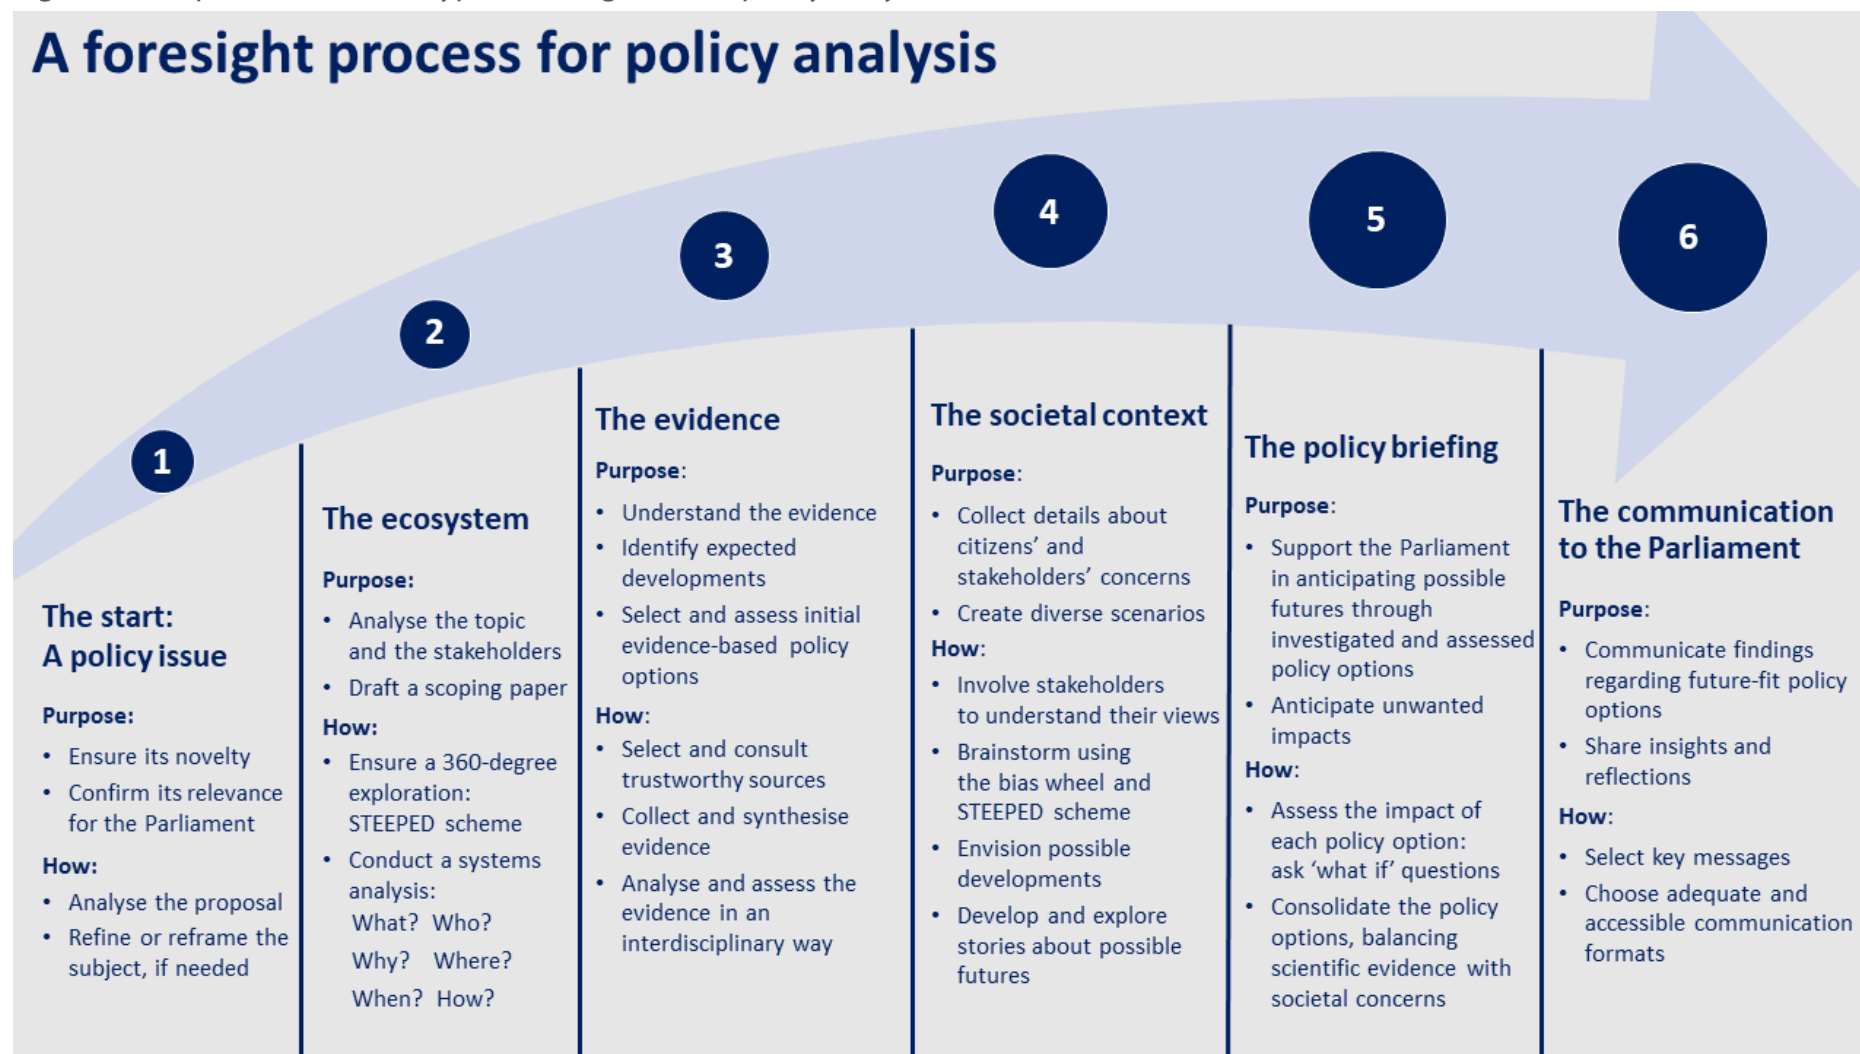 A foresight process for policy analysis
1
2
3
4
5
6
The start:
A policy issue
Purpose:
• Ensure its novelty
• Confirm its relevance
for the Parliament
How:
• Analyse the proposal
• Refine or reframe the
subject, if needed
The ecosystem
Purpose:
• Analyse the topic
and the stakeholders
• Draft a scoping paper
How:
• Ensure a 360-degree
exploration:
STEEPED scheme
• Conduct a systems
analysis:
What? Who?
Why? Where?
When? How?
The evidence
Purpose:
• Understand the evidence
• Identify expected
developments
• Select and assess initial
evidence-based policy
options
How:
• Select and consult
trustworthy sources
• Collect and synthesise
evidence
• Analyse and assess the
evidence in an
interdisciplinary way
The societal context
Purpose:
• Collect details about
citizens' and
stakeholders' concerns
• Create diverse scenarios
How:
• Involve stakeholders
to understand their views
• Brainstorm using
the bias wheel and
STEEPED scheme
• Envision possible
developments
• Develop and explore
stories about possible
futures
The policy briefing
Purpose:
• Support the Parliament
in anticipating possible
futures through
investigated and assessed
policy options
• Anticipate unwanted
impacts
How:
• Assess the impact of
each policy option:
ask 'what if' questions
• Consolidate the policy
options, balancing
scientific evidence with
societal concerns
The communication
to the Parliament
Purpose:
• Communicate findings
regarding future-fit policy
options
• Share insights and
reflections
How:
• Select key messages
• Choose adequate and
accessible communication
formats